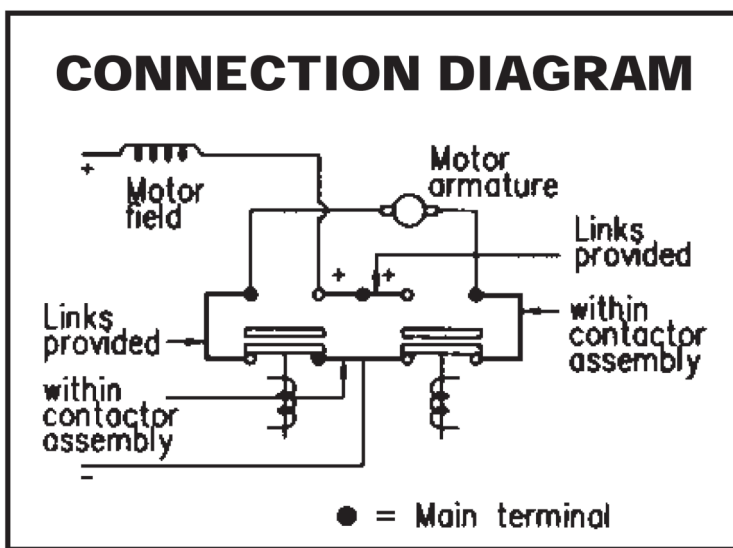 CONNECTION DIAGRAM
+
Motor
field
Motor
armature
Links
provided
+ +
Links
provided
within
contactor
assembly
within
contactor
assembly
-
● = Main terminal